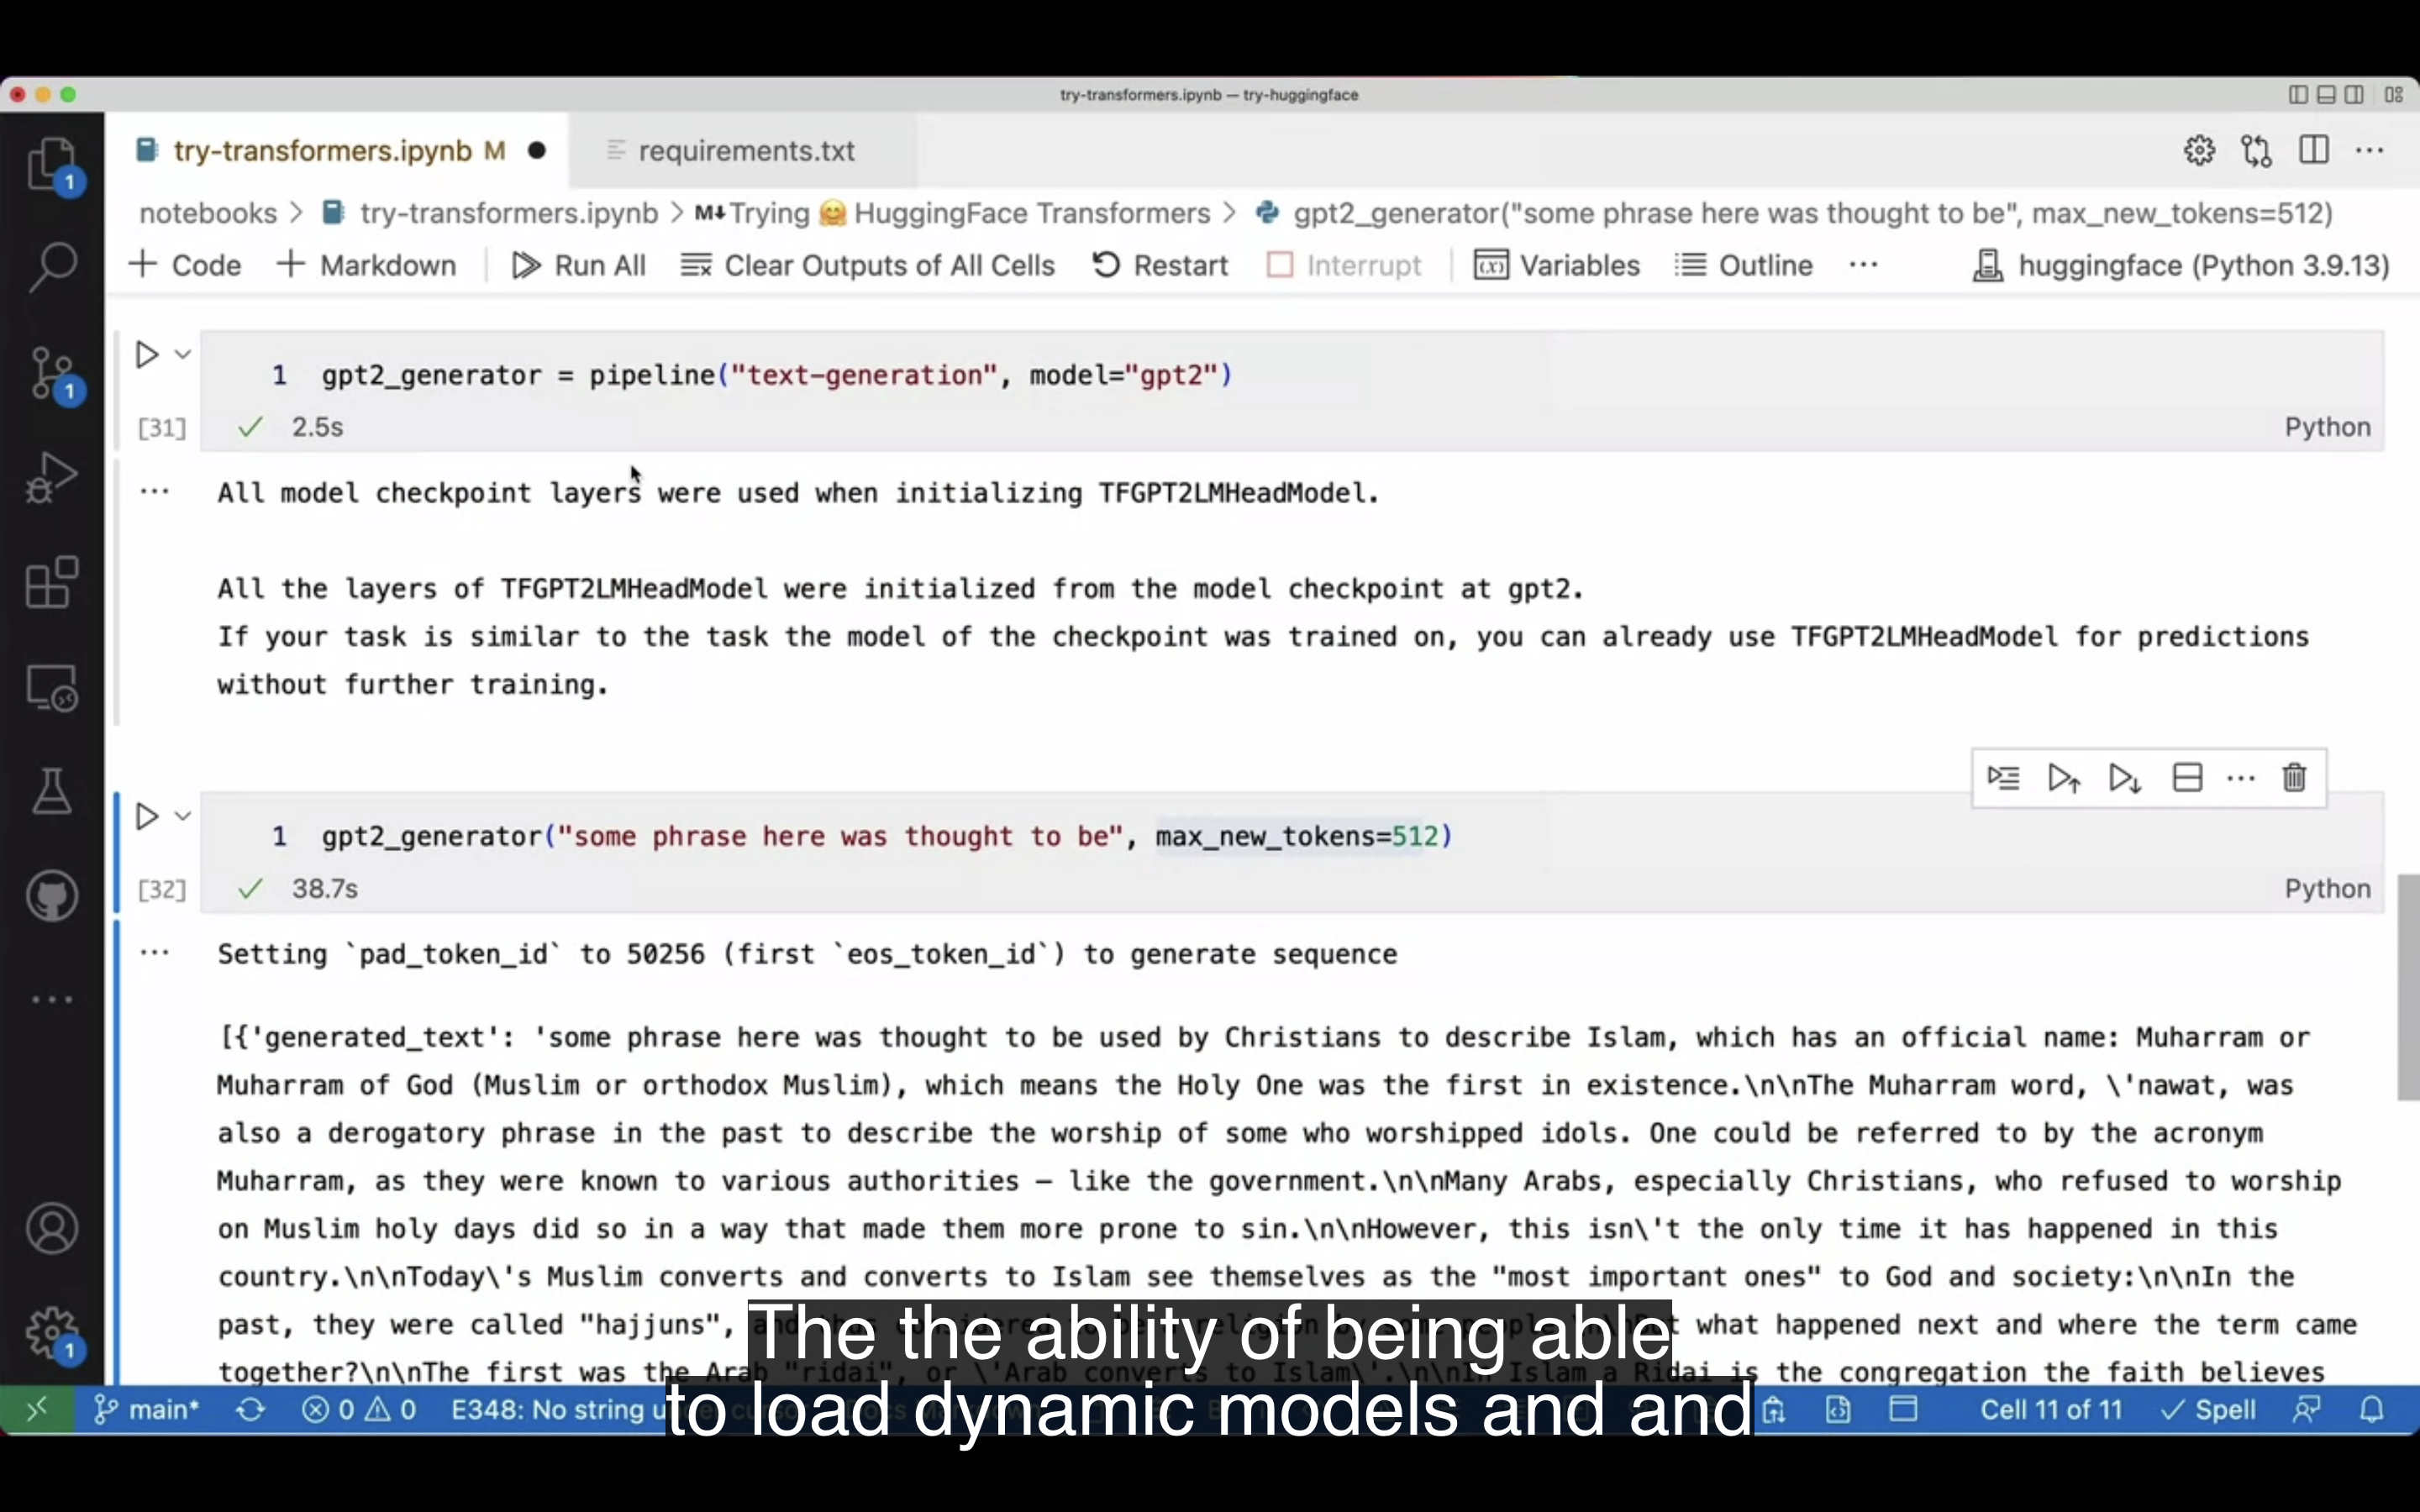 try-transformers.ipynb — try-huggingface
try-transformers.ipynb M
requirements.txt
notebooks > try-transformers.ipynb > M↓Trying 🤗 HuggingFace Transformers > gpt2_generator("some phrase here was thought to be", max_new_tokens=512)
+ Code + Markdown Run All Clear Outputs of All Cells Restart Interrupt Variables Outline ... huggingface (Python 3.9.13)
1 gpt2_generator = pipeline("text-generation", model="gpt2")
[31] ✓ 2.5s Python
... All model checkpoint layers were used when initializing TFGPT2LMHeadModel.
All the layers of TFGPT2LMHeadModel were initialized from the model checkpoint at gpt2.
If your task is similar to the task the model of the checkpoint was trained on, you can already use TFGPT2LMHeadModel for predictions
without further training.
1 gpt2_generator("some phrase here was thought to be", max_new_tokens=512)
[32] ✓ 38.7s Python
... Setting `pad_token_id` to 50256 (first `eos_token_id`) to generate sequence
[{'generated_text': 'some phrase here was thought to be used by Christians to describe Islam, which has an official name: Muharram or
Muharram of God (Muslim or orthodox Muslim), which means the Holy One was the first in existence.\n\nThe Muharram word, \'nawat, was
also a derogatory phrase in the past to describe the worship of some who worshipped idols. One could be referred to by the acronym
Muharram, as they were known to various authorities — like the government.\n\nMany Arabs, especially Christians, who refused to worship
on Muslim holy days did so in a way that made them more prone to sin.\n\nHowever, this isn\'t the only time it has happened in this
country.\n\nToday\'s Muslim converts and converts to Islam see themselves as the "most important ones" to God and society:\n\nIn the
past, they were called "hajjuns", what happened next and where the term came
together?\n\nThe first was the Arab "ridai", or \'Arab converts to Islam\'.\n\nIn Islam a Ridai is the congregation the faith believes
The the ability of being able
to load dynamic models and and
main* 0 0 E348: No string Cell 11 of 11 Spell
1
1
1